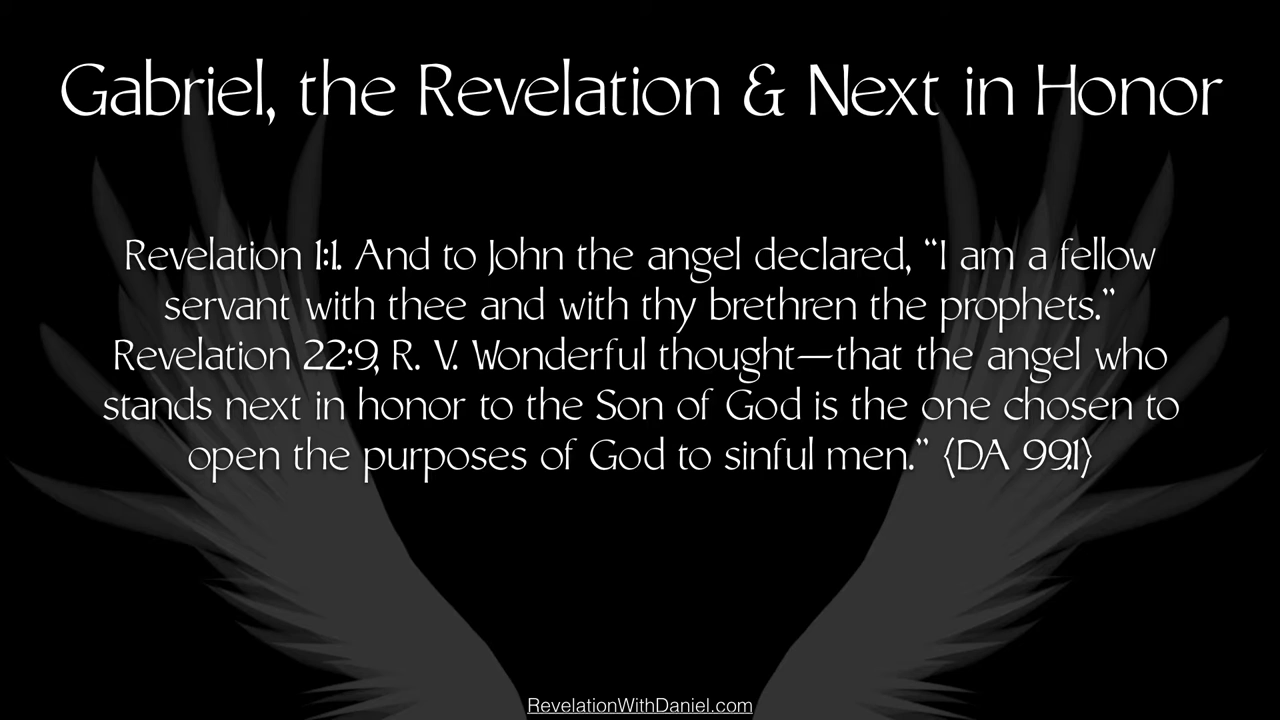 Gabriel, the Revelation & Next in Honor
Revelation 1:1. And to John the angel declared, “I am a fellow
servant with thee and with thy brethren the prophets.”
Revelation 22:9, R. V. Wonderful thought—that the angel who
stands next in honor to the Son of God is the one chosen to
open the purposes of God to sinful men.” {DA 99.1}
RevelationWithDaniel.com